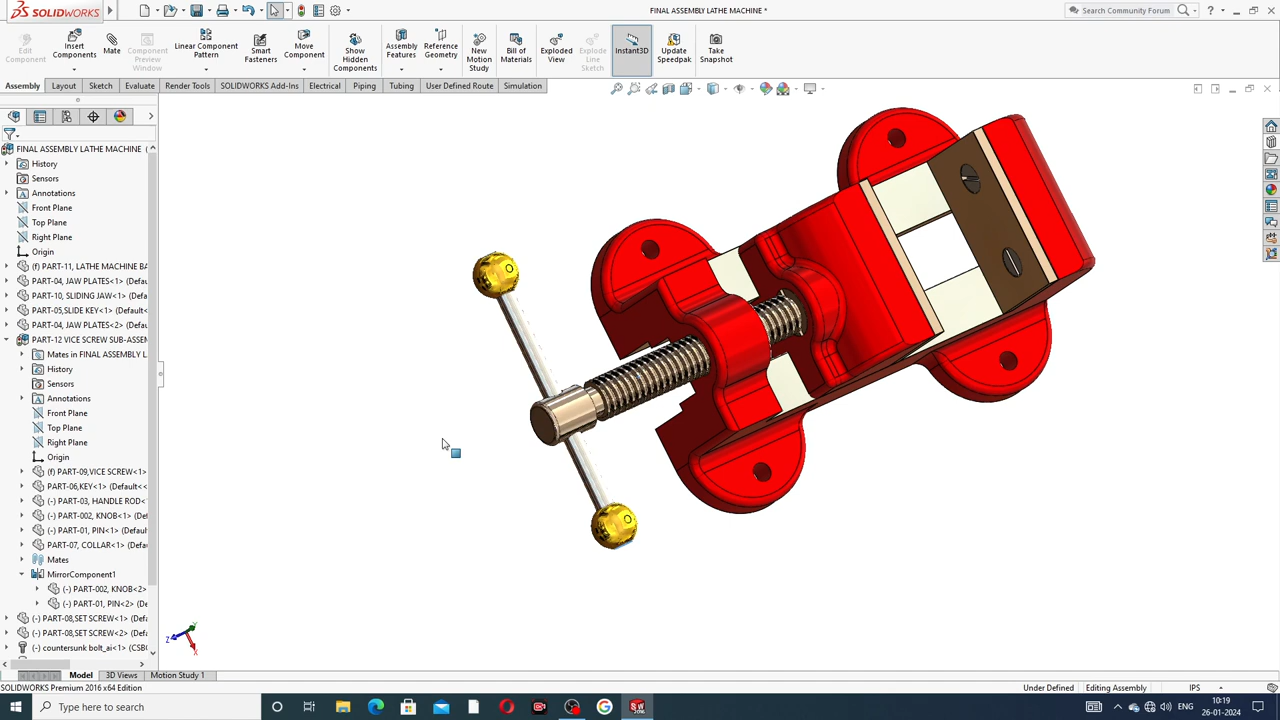 SOLIDWORKS
FINAL ASSEMBLY LATHE MACHINE *
Search Community Forum
Edit Component
Insert Components
Mate
Component Preview Window
Linear Component Pattern
Smart Fasteners
Move Component
Show Hidden Components
Assembly Features
Reference Geometry
New Motion Study
Bill of Materials
Exploded View
Explode Line Sketch
Instant3D
Update Speedpak
Take Snapshot
Assembly
Layout
Sketch
Evaluate
Render Tools
SOLIDWORKS Add-Ins
Electrical
Piping
Tubing
User Defined Route
Simulation
FINAL ASSEMBLY LATHE MACHINE (
History
Sensors
Annotations
Front Plane
Top Plane
Right Plane
Origin
(f) PART-11, LATHE MACHINE BA
PART-04, JAW PLATES<1> (Defau
PART-10, SLIDING JAW<1> (Defa
PART-05,SLIDE KEY<1> (Default<
PART-04, JAW PLATES<2> (Defau
PART-12 VICE SCREW SUB-ASSEM
Mates in FINAL ASSEMBLY L
History
Sensors
Annotations
Front Plane
Top Plane
Right Plane
Origin
(f) PART-09,VICE SCREW<1>
PART-06,KEY<1> (Default<<
(-) PART-03, HANDLE ROD<
(-) PART-002, KNOB<1> (De
(-) PART-01, PIN<1> (Defaul
PART-07, COLLAR<1> (Defa
Mates
MirrorComponent1
(-) PART-002, KNOB<2>
(-) PART-01, PIN<2> (De
(-) PART-08,SET SCREW<1> (Defa
(-) PART-08,SET SCREW<2> (Defa
(-) countersunk bolt_ai<1> (CSBC
Z
Y
X
Model
3D Views
Motion Study 1
SOLIDWORKS Premium 2016 x64 Edition
Under Defined
Editing Assembly
IPS
Type here to search
ENG
10:19
26-01-2024